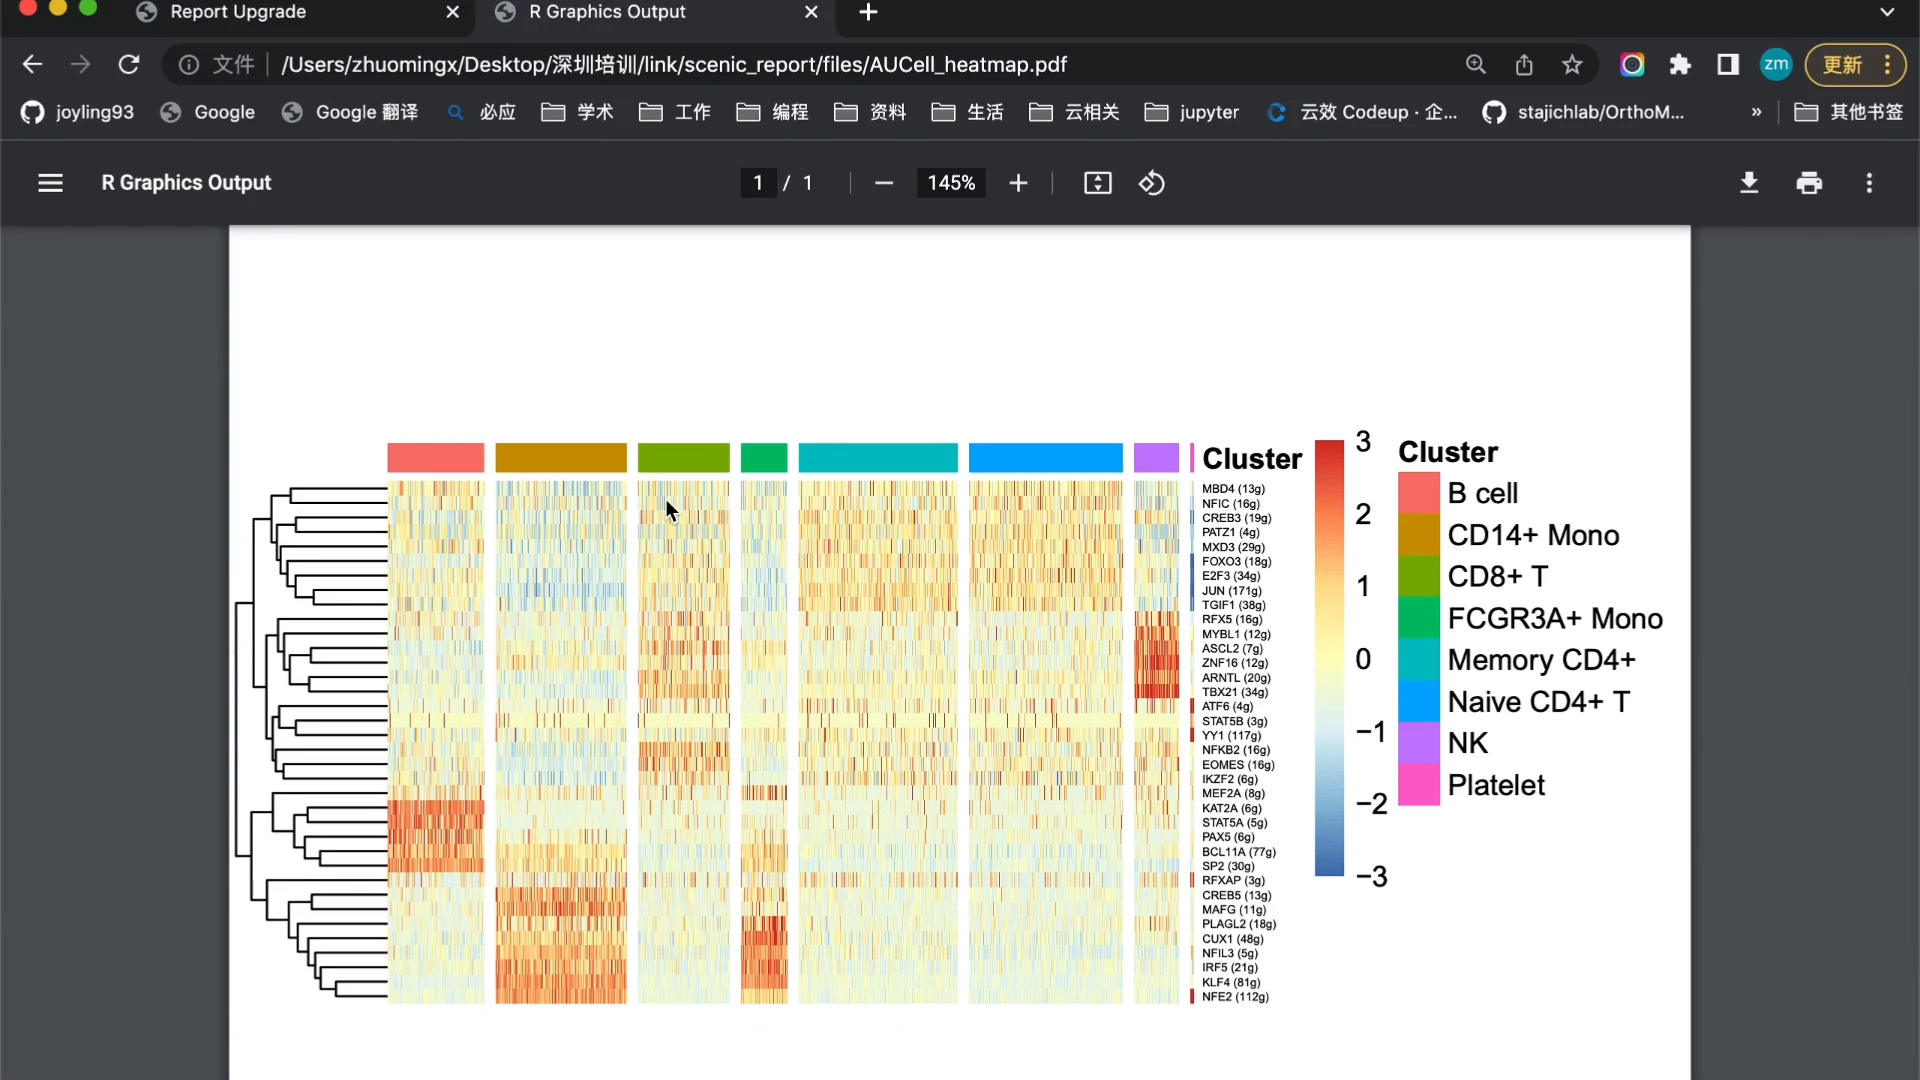 Report Upgrade
R Graphics Output
文件
/Users/zhuomingx/Desktop/深圳培训/link/scenic_report/files/AUCell_heatmap.pdf
zm
更新
joyling93
Google
Google 翻译
必应
学术
工作
编程
资料
生活
云相关
jupyter
云效 Codeup · 企...
stajichlab/OrthoM...
»
其他书签
R Graphics Output
1 / 1
145%
Cluster
MBD4 (13g)
NFIC (16g)
CREB3 (19g)
PATZ1 (4g)
MXD3 (29g)
FOXO3 (18g)
E2F3 (34g)
JUN (171g)
TGIF1 (38g)
RFX5 (16g)
MYBL1 (12g)
ASCL2 (7g)
ZNF16 (12g)
ARNTL (20g)
TBX21 (34g)
ATF6 (4g)
STAT5B (3g)
YY1 (117g)
NFKB2 (16g)
EOMES (16g)
IKZF2 (6g)
MEF2A (8g)
KAT2A (6g)
STAT5A (5g)
PAX5 (6g)
BCL11A (77g)
SP2 (30g)
RFXAP (3g)
CREB5 (13g)
MAFG (11g)
PLAGL2 (18g)
CUX1 (48g)
NFIL3 (5g)
IRF5 (21g)
KLF4 (81g)
NFE2 (112g)
3
2
1
0
−1
−2
−3
Cluster
B cell
CD14+ Mono
CD8+ T
FCGR3A+ Mono
Memory CD4+
Naive CD4+ T
NK
Platelet